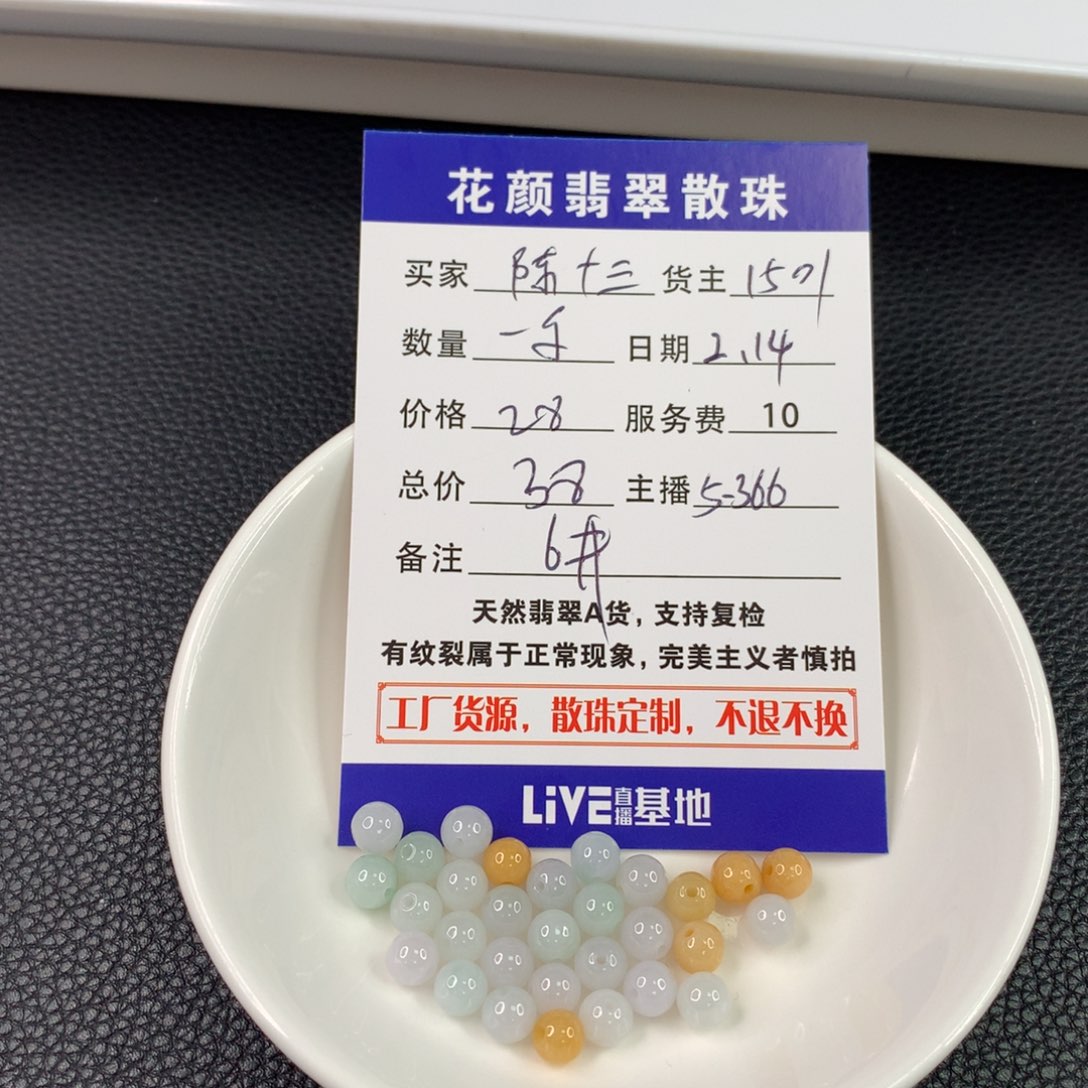 花颜翡翠散珠
买家 陈十三 货主 1501
数量 一手 日期 2.14
价格 28 服务费 10
总价 38 主播 5-366
备注 6#
天然翡翠A货，支持复检
有纹裂属于正常现象，完美主义者慎拍
工厂货源，散珠定制，不退不换
LiVE直播基地